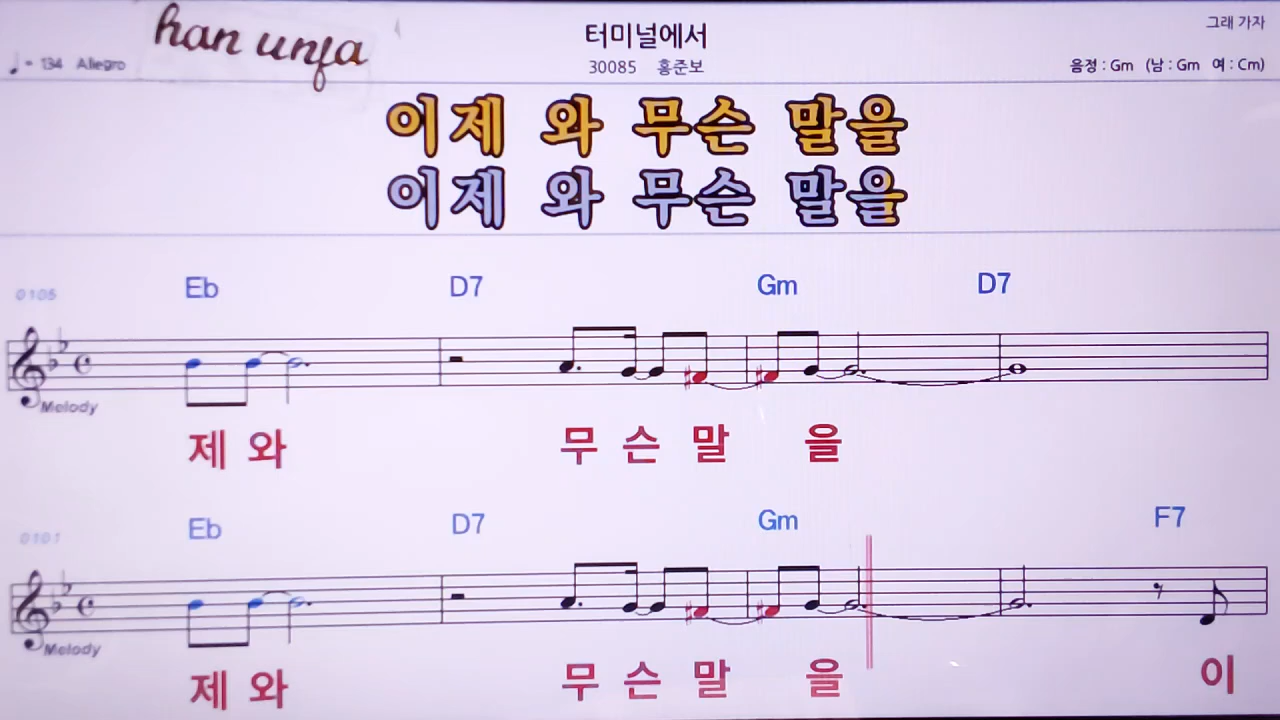 han unja
터미널에서
그래 가자
♩ = 134 Allegro
30085 홍준보
음정 : Gm (남 : Gm 여 : Cm)
이제 와 무슨 말을
이제 와 무슨 말을
0105
Eb D7 Gm D7
Melody
제 와 무 슨 말 을
0101
Eb D7 Gm F7
Melody
제 와 무 슨 말 을 이